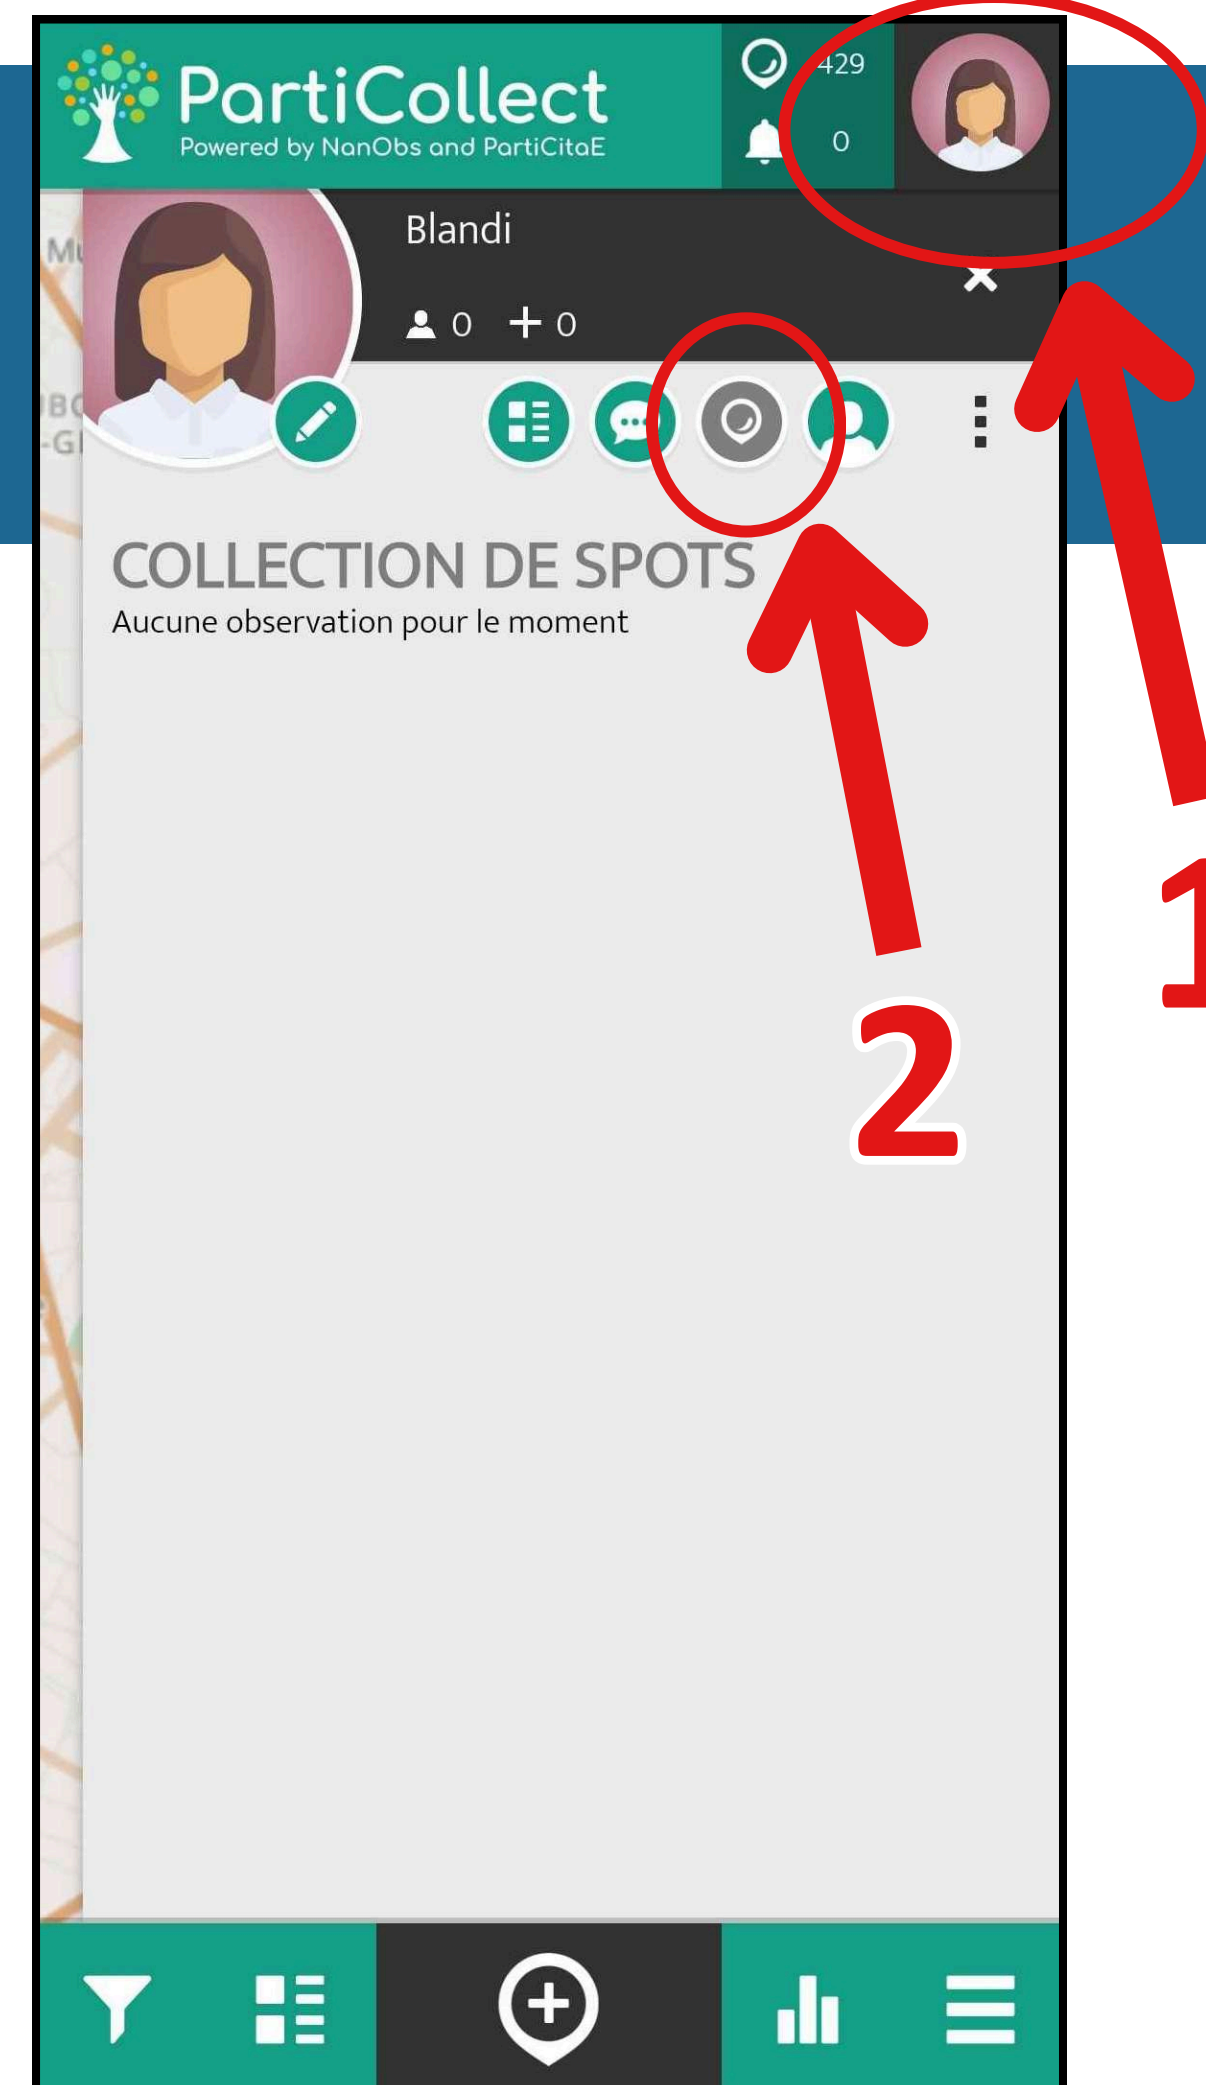 PartiCollect
Powered by NanObs and PartiCitaE
429
0
Blandi
0 + 0
COLLECTION DE SPOTS
Aucune observation pour le moment
1
2